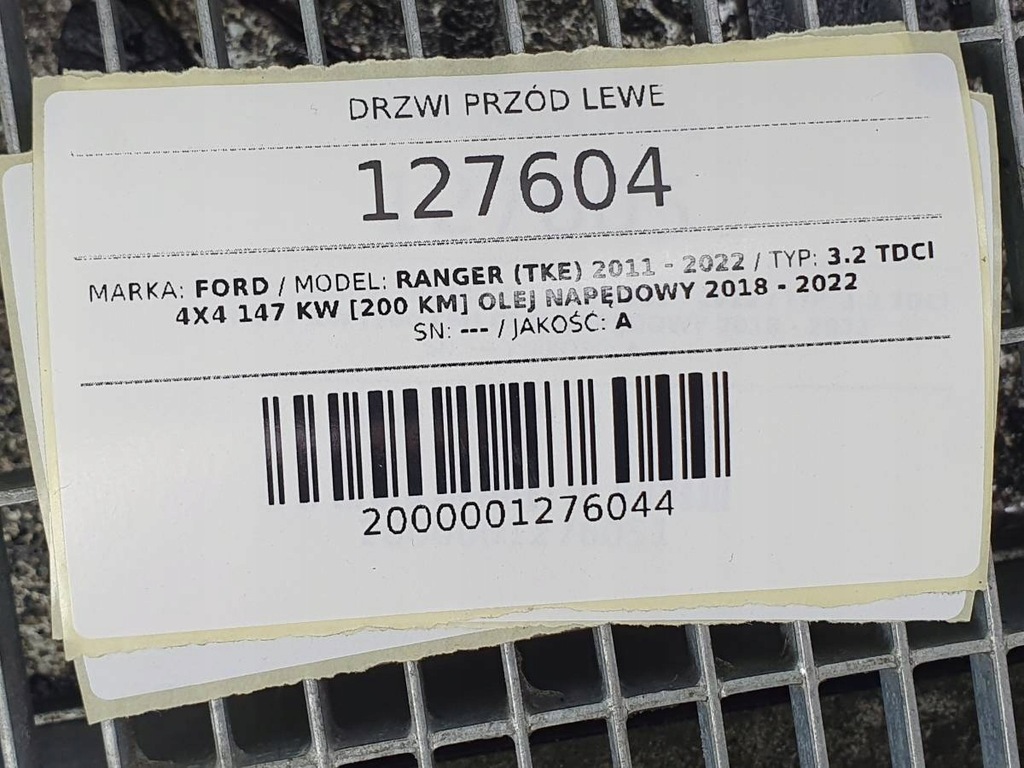 DRZWI PRZÓD LEWE
127604
MARKA: FORD / MODEL: RANGER (TKE) 2011 - 2022 / TYP: 3.2 TDCI
4X4 147 KW [200 KM] OLEJ NAPĘDOWY 2018 - 2022
SN: --- / JAKOŚĆ: A
2000001276044